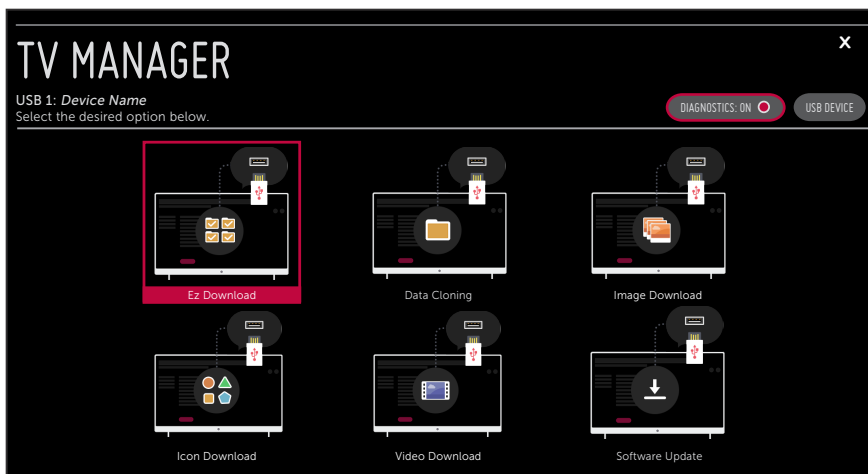 X
TV MANAGER
USB 1: Device Name
Select the desired option below.
DIAGNOSTICS: ON
USB DEVICE
Ez Download
Data Cloning
Image Download
Icon Download
Video Download
Software Update